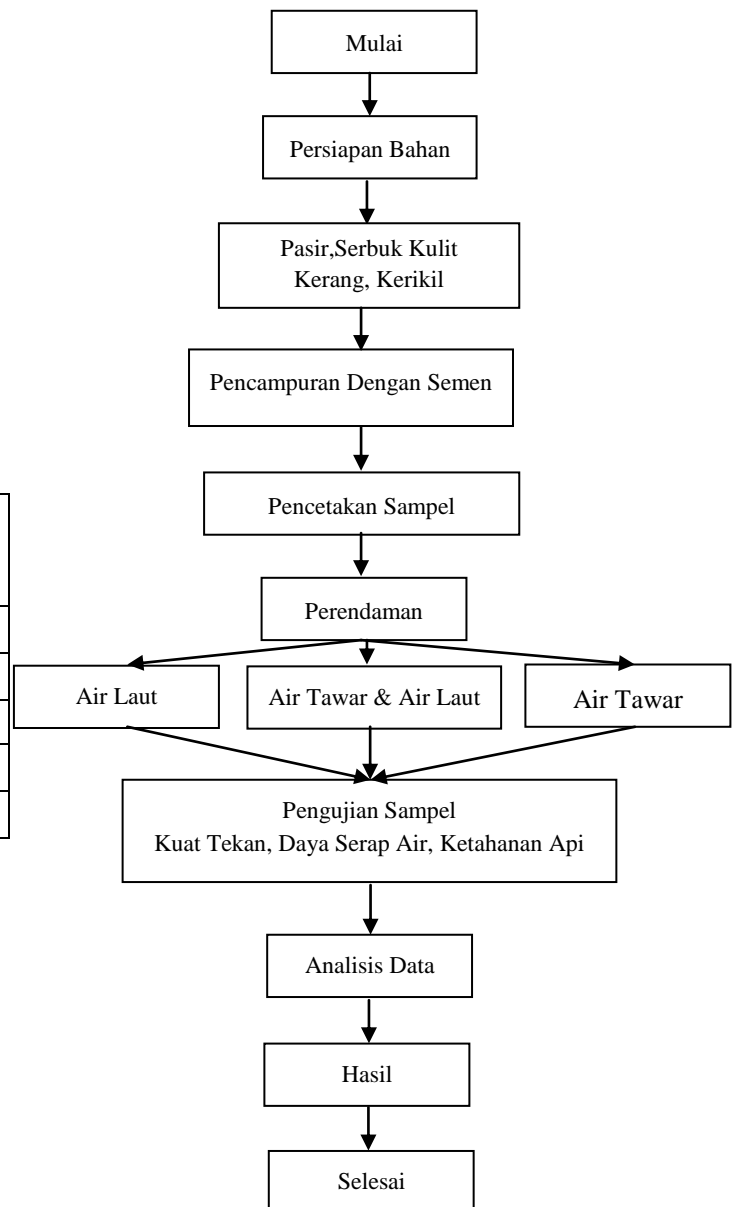 Mulai
Persiapan Bahan
Pasir,Serbuk Kulit
Kerang, Kerikil
Pencampuran Dengan Semen
Pencetakan Sampel
Perendaman
Air Laut
Air Tawar & Air Laut
Air Tawar
Pengujian Sampel
Kuat Tekan, Daya Serap Air, Ketahanan Api
Analisis Data
Hasil
Selesai